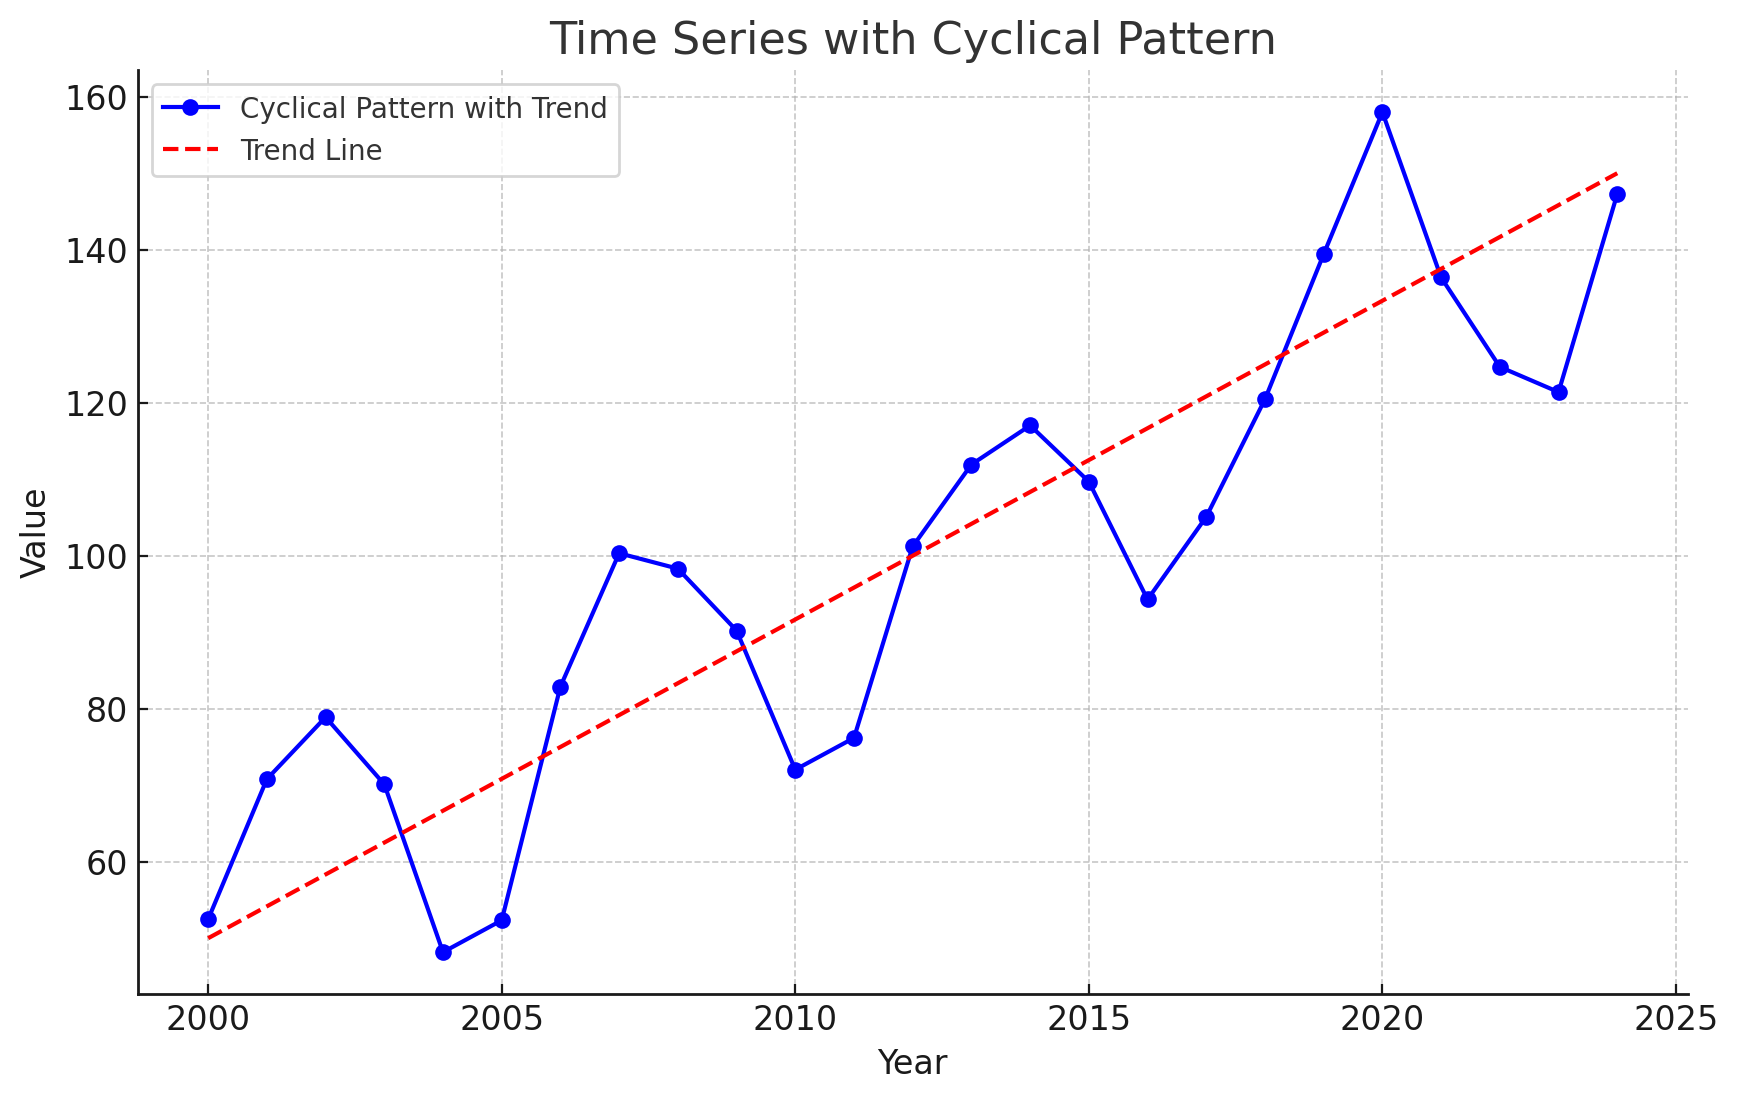 Time Series with Cyclical Pattern
Cyclical Pattern with Trend
Trend Line
160
140
120
100
80
60
Value
2000 2005 2010 2015 2020 2025
Year